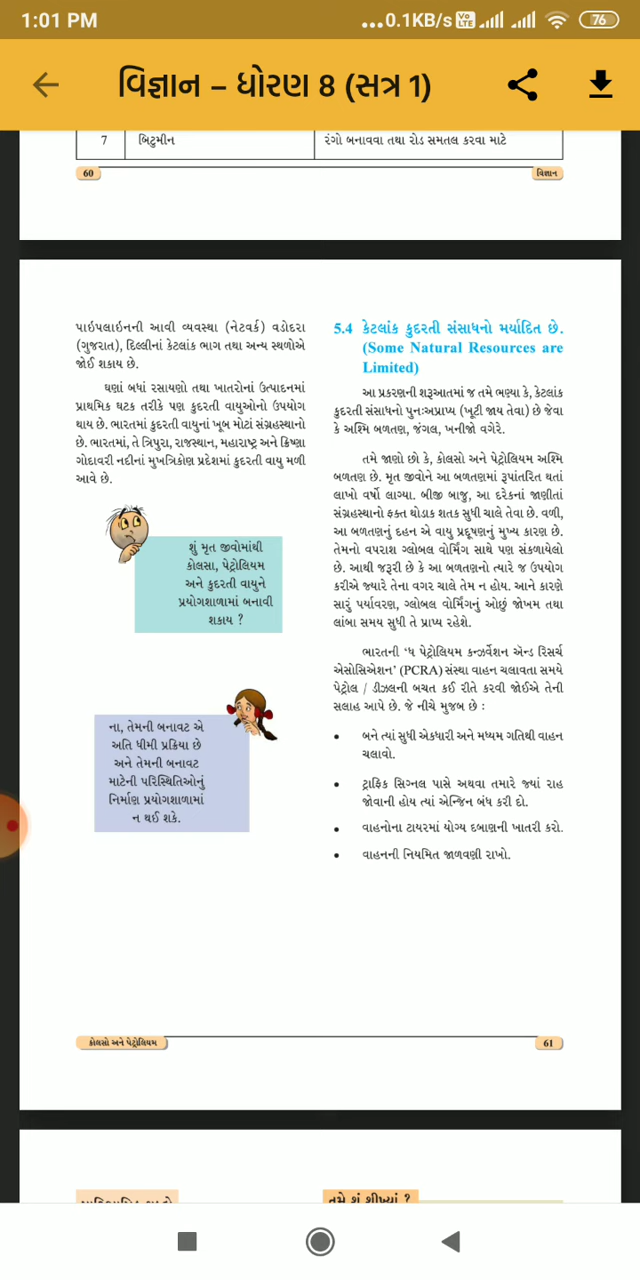 1:01 PM
...0.1KB/s Vo LTE 76
વિજ્ઞાન – ધોરણ 8 (સત્ર 1)
7 બિટુમીન રંગો બનાવવા તથા રોડ સમતલ કરવા માટે
60 વિજ્ઞાન
પાઇપલાઇનની આવી વ્યવસ્થા (નેટવર્ક) વડોદરા
(ગુજરાત), દિલ્લીનાં કેટલાંક ભાગ તથા અન્ય સ્થળોએ
જોઈ શકાય છે.
ઘણાં બધાં રસાયણો તથા ખાતરોનાં ઉત્પાદનમાં
પ્રાથમિક ઘટક તરીકે પણ કુદરતી વાયુઓનો ઉપયોગ
થાય છે. ભારતમાં કુદરતી વાયુનાં ખૂબ મોટાં સંગ્રહસ્થાનો
છે. ભારતમાં, તે ત્રિપુરા, રાજસ્થાન, મહારાષ્ટ્ર અને ક્રિષ્ણા
ગોદાવરી નદીનાં મુખત્રિકોણ પ્રદેશમાં કુદરતી વાયુ મળી
આવે છે.
શું મૃત જીવોમાંથી
કોલસા, પેટ્રોલિયમ
અને કુદરતી વાયુને
પ્રયોગશાળામાં બનાવી
શકાય ?
ના, તેમની બનાવટ એ
અતિ ધીમી પ્રક્રિયા છે
અને તેમની બનાવટ
માટેની પરિસ્થિતિઓનું
નિર્માણ પ્રયોગશાળામાં
ન થઈ શકે.
5.4 કેટલાંક કુદરતી સંસાધનો મર્યાદિત છે.
(Some Natural Resources are
Limited)
આ પ્રકરણની શરૂઆતમાં જ તમે ભણ્યા કે, કેટલાંક
કુદરતી સંસાધનો પુનઃઅપ્રાપ્ય (ખૂટી જાય તેવા) છે જેવા
કે અશ્મિ બળતણ, જંગલ, ખનીજો વગેરે.
તમે જાણો છો કે, કોલસો અને પેટ્રોલિયમ અશ્મિ
બળતણ છે. મૃત જીવોને આ બળતણમાં રૂપાંતરિત થતાં
લાખો વર્ષો લાગ્યા. બીજી બાજુ, આ દરેકનાં જાણીતાં
સંગ્રહસ્થાનો ફક્ત થોડાક શતક સુધી ચાલે તેવા છે. વળી,
આ બળતણનું દહન એ વાયુ પ્રદૂષણનું મુખ્ય કારણ છે.
તેમનો વપરાશ ગ્લોબલ વોર્મિંગ સાથે પણ સંકળાયેલો
છે. આથી જરૂરી છે કે આ બળતણનો ત્યારે જ ઉપયોગ
કરીએ જ્યારે તેના વગર ચાલે તેમ ન હોય. આને કારણે
સારું પર્યાવરણ, ગ્લોબલ વોર્મિંગનું ઓછું જોખમ તથા
લાંબા સમય સુધી તે પ્રાપ્ય રહેશે.
ભારતની ‘ધ પેટ્રોલિયમ કન્ઝર્વેશન ઍન્ડ રિસર્ચ
ઍસોસિએશન’ (PCRA) સંસ્થા વાહન ચલાવતા સમયે
પેટ્રોલ / ડીઝલની બચત કઈ રીતે કરવી જોઈએ તેની
સલાહ આપે છે. જે નીચે મુજબ છે :
• બને ત્યાં સુધી એકધારી અને મધ્યમ ગતિથી વાહન
ચલાવો.
• ટ્રાફિક સિગ્નલ પાસે અથવા તમારે જ્યાં રાહ
જોવાની હોય ત્યાં એન્જિન બંધ કરી દો.
• વાહનોના ટાયરમાં યોગ્ય દબાણની ખાતરી કરો.
• વાહનની નિયમિત જાળવણી રાખો.
કોલસો અને પેટ્રોલિયમ 61
તમે શું શીખ્યાં ?